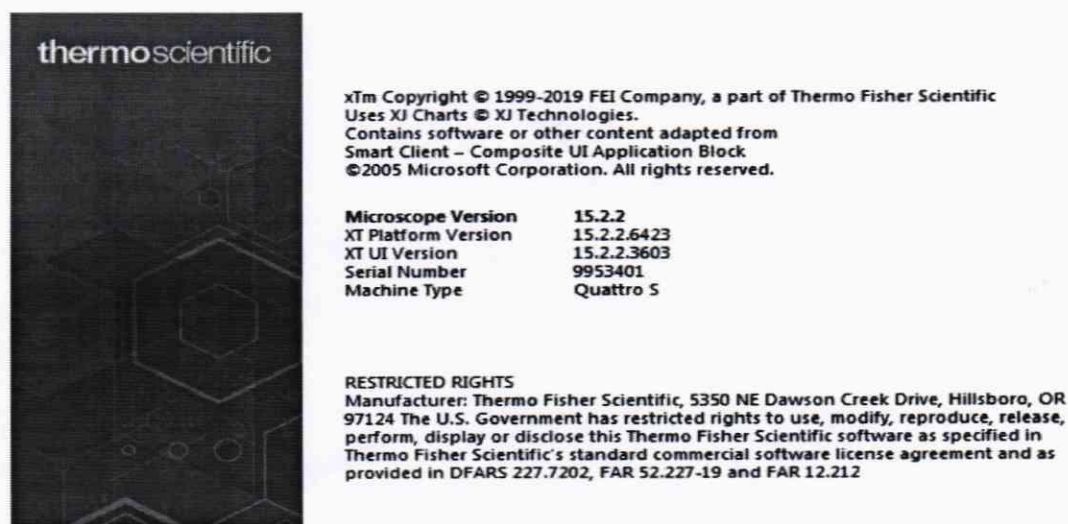 thermoscientific
xTm Copyright © 1999-2019 FEI Company, a part of Thermo Fisher Scientific
Uses XJ Charts © XJ Technologies.
Contains software or other content adapted from
Smart Client – Composite UI Application Block
©2005 Microsoft Corporation. All rights reserved.
Microscope Version 15.2.2
XT Platform Version 15.2.2.6423
XT UI Version 15.2.2.3603
Serial Number 9953401
Machine Type Quattro S
RESTRICTED RIGHTS
Manufacturer: Thermo Fisher Scientific, 5350 NE Dawson Creek Drive, Hillsboro, OR
97124 The U.S. Government has restricted rights to use, modify, reproduce, release,
perform, display or disclose this Thermo Fisher Scientific software as specified in
Thermo Fisher Scientific's standard commercial software license agreement and as
provided in DFARS 227.7202, FAR 52.227-19 and FAR 12.212